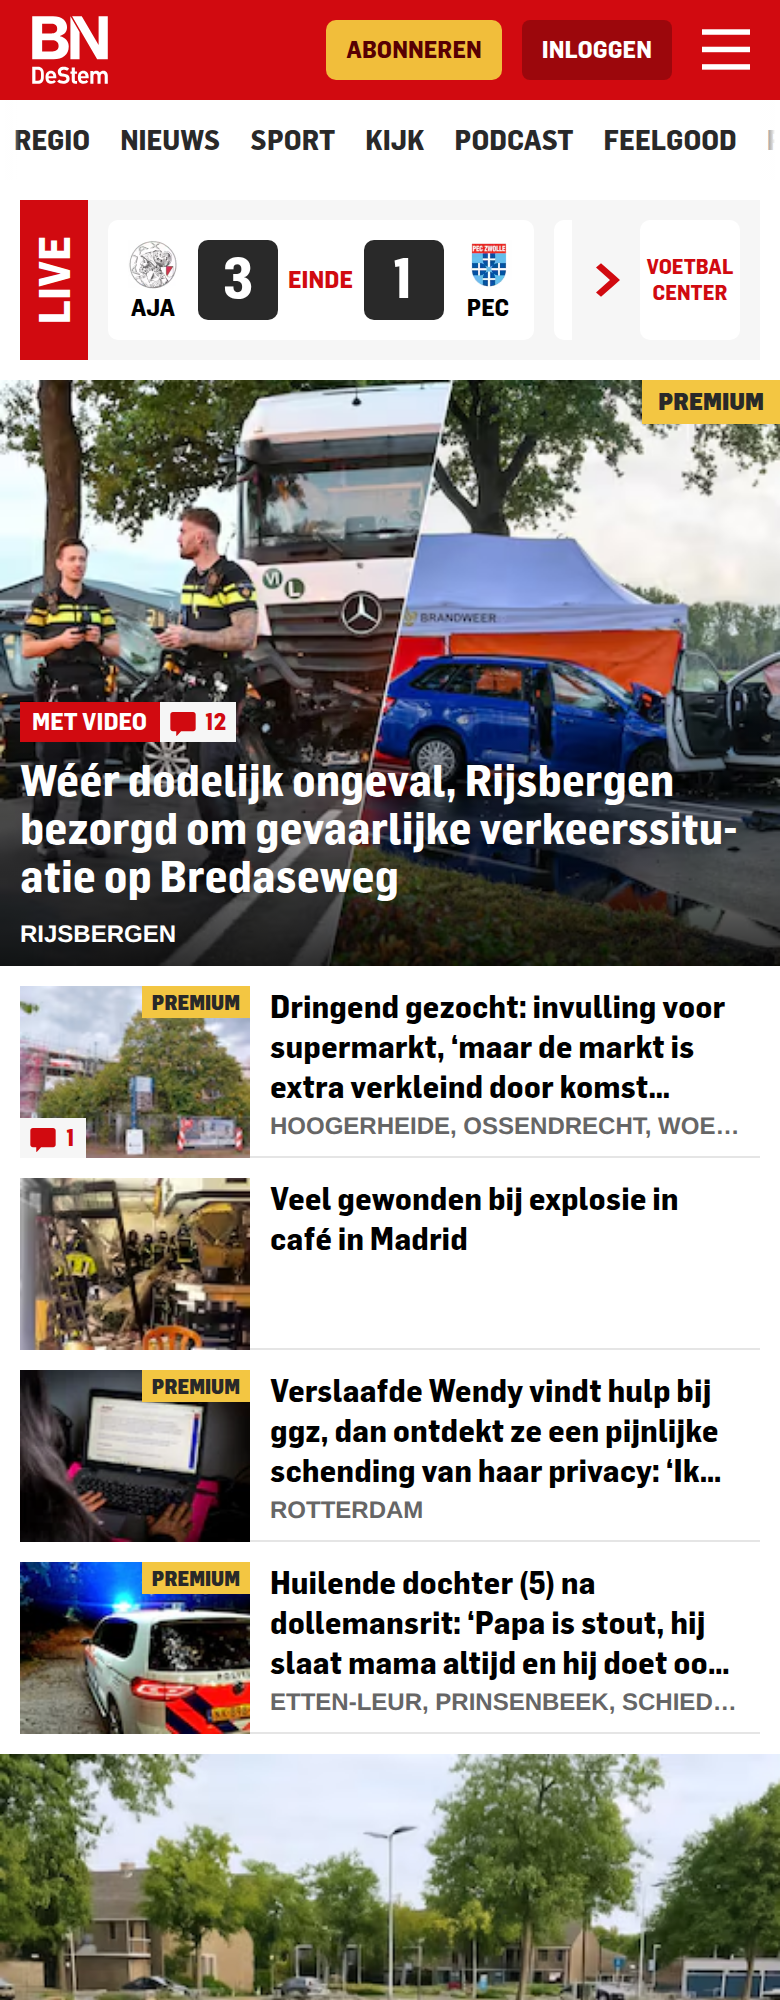 BN
DeStem
ABONNEREN
INLOGGEN
REGIO NIEUWS SPORT KIJK PODCAST FEELGOOD
LIVE
AJA
3
EINDE
1
PEC ZWOLLE
PEC
VOETBAL
CENTER
PREMIUM
BRANDWEER
MET VIDEO
12
Wéér dodelijk ongeval, Rijsbergen
bezorgd om gevaarlijke verkeerssitu-
atie op Bredaseweg
RIJSBERGEN
PREMIUM
1
Dringend gezocht: invulling voor
supermarkt, ‘maar de markt is
extra verkleind door komst...
HOOGERHEIDE, OSSENDRECHT, WOE...
Veel gewonden bij explosie in
café in Madrid
PREMIUM
Verslaafde Wendy vindt hulp bij
ggz, dan ontdekt ze een pijnlijke
schending van haar privacy: ‘Ik...
ROTTERDAM
PREMIUM
Huilende dochter (5) na
dollemansrit: ‘Papa is stout, hij
slaat mama altijd en hij doet oo...
ETTEN-LEUR, PRINSENBEEK, SCHIED...